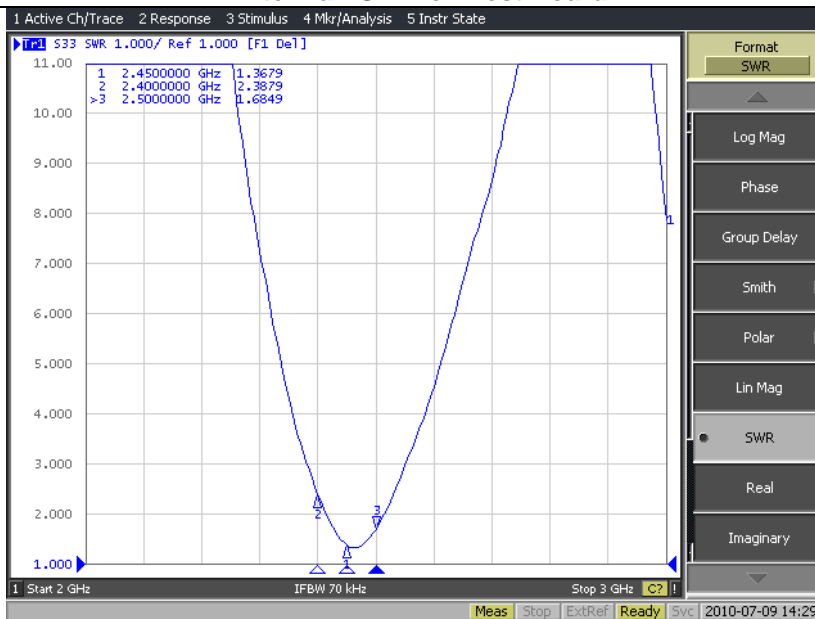 1 Active Ch/Trace 2 Response 3 Stimulus 4 Mkr/Analysis 5 Instr State
Tr1 S33 SWR 1.000/ Ref 1.000 [F1 Del]
1 2.4500000 GHz 1.3679
2 2.4000000 GHz 2.3879
>3 2.5000000 GHz 1.6849
11.00
10.00
9.000
8.000
7.000
6.000
5.000
4.000
3.000
2.000
1.000
1
2
3
1
1 Start 2 GHz IFBW 70 kHz Stop 3 GHz C? !
Format
SWR
Log Mag
Phase
Group Delay
Smith
Polar
Lin Mag
SWR
Real
Imaginary
Meas Stop ExtRef Ready Svc 2010-07-09 14:29